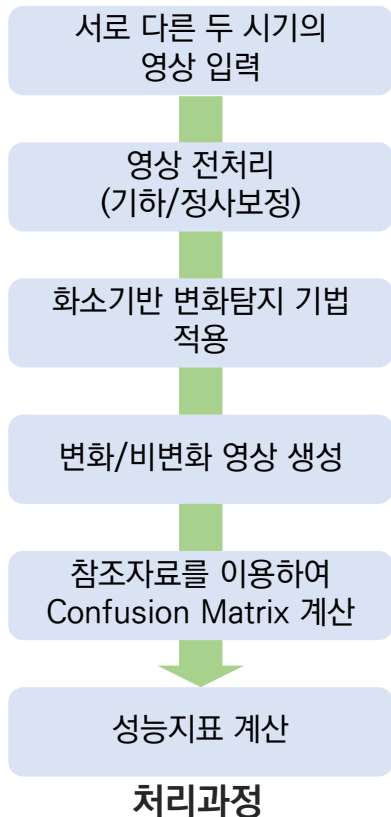 서로 다른 두 시기의
영상 입력
영상 전처리
(기하/정사보정)
화소기반 변화탐지 기법
적용
변화/비변화 영상 생성
참조자료를 이용하여
Confusion Matrix 계산
성능지표 계산
처리과정